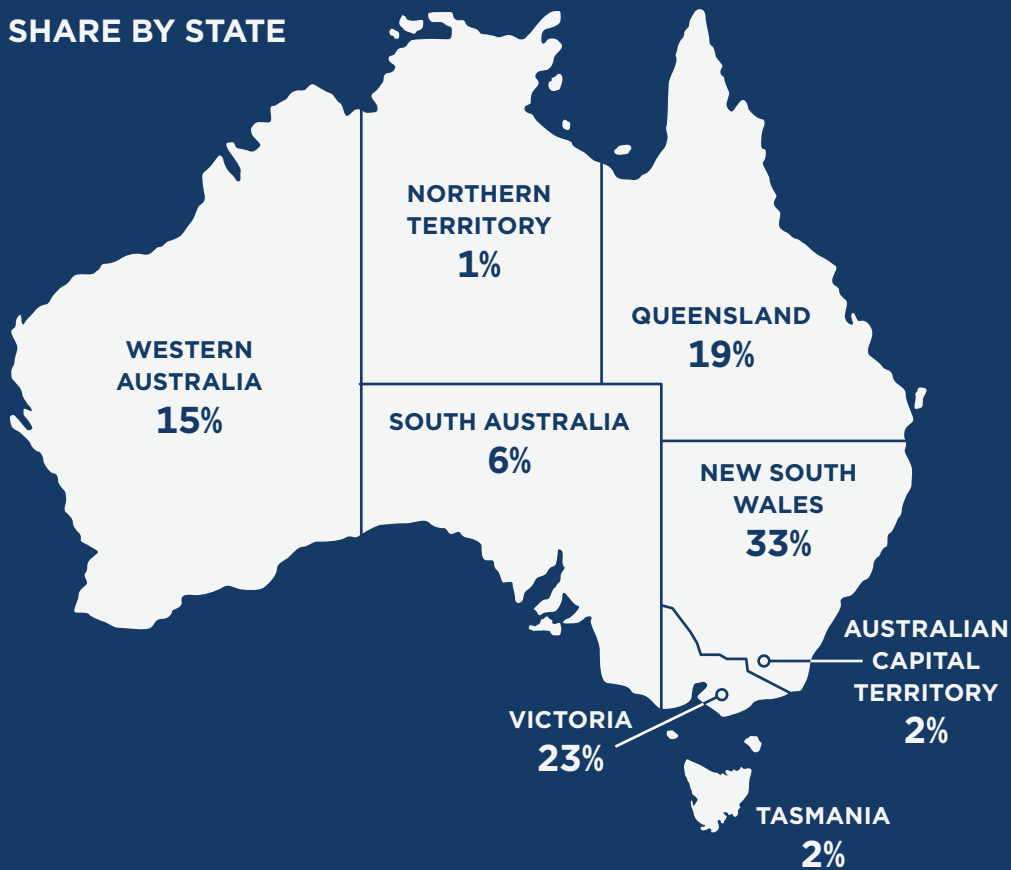 SHARE BY STATE
NORTHERN
TERRITORY
1%
QUEENSLAND
19%
WESTERN
AUSTRALIA
15%
SOUTH AUSTRALIA
6%
NEW SOUTH
WALES
33%
AUSTRALIAN
CAPITAL
TERRITORY
2%
VICTORIA
23%
TASMANIA
2%